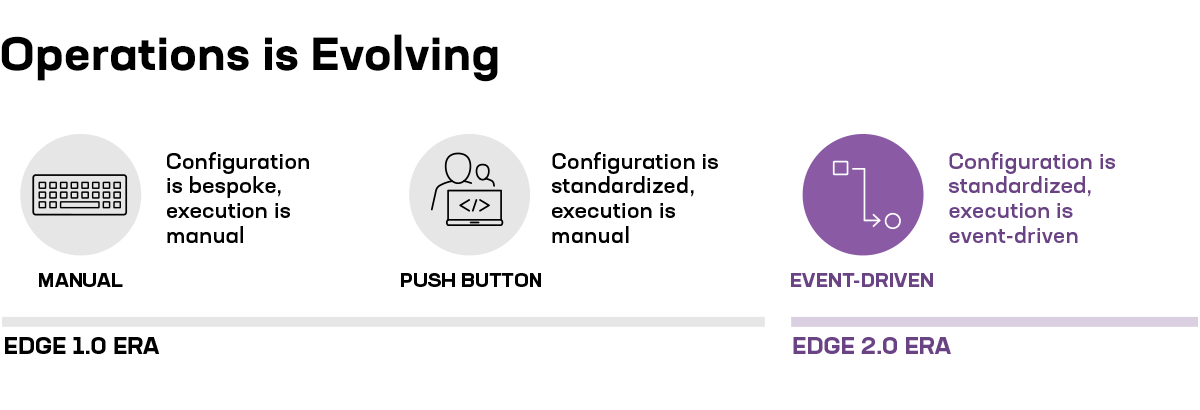 Operations is Evolving
Configuration
is bespoke,
execution is
manual
MANUAL
</>
Configuration is
standardized,
execution is
manual
PUSH BUTTON
Configuration is
standardized,
execution is
event-driven
EVENT-DRIVEN
EDGE 1.0 ERA
EDGE 2.0 ERA